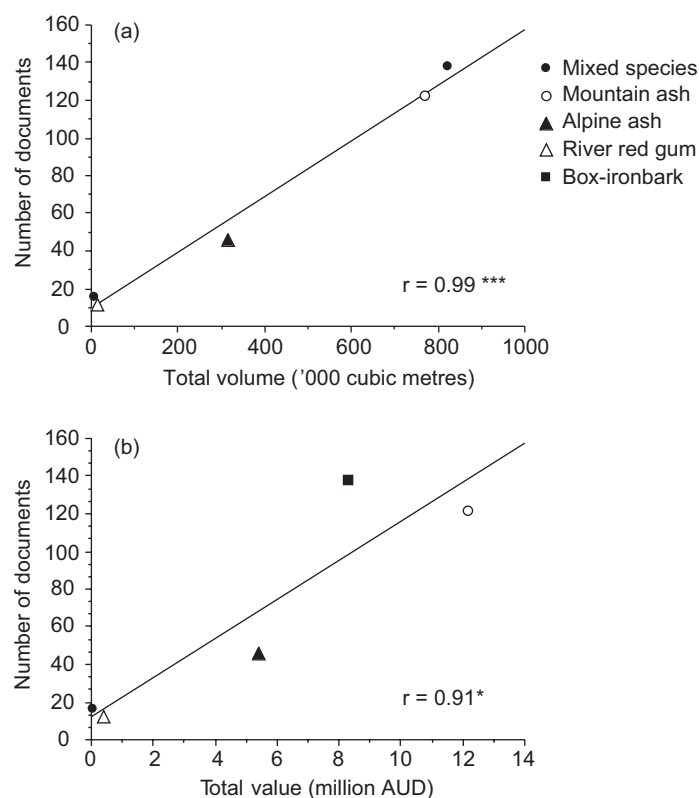 160
(a)
140
120
100
80
60
40
20
0
Number of documents
r = 0.99 ***
0 200 400 600 800 1000
Total volume (’000 cubic metres)
Mixed species
Mountain ash
Alpine ash
River red gum
Box-ironbark
160
(b)
140
120
100
80
60
40
20
0
Number of documents
r = 0.91*
0 2 4 6 8 10 12 14
Total value (million AUD)